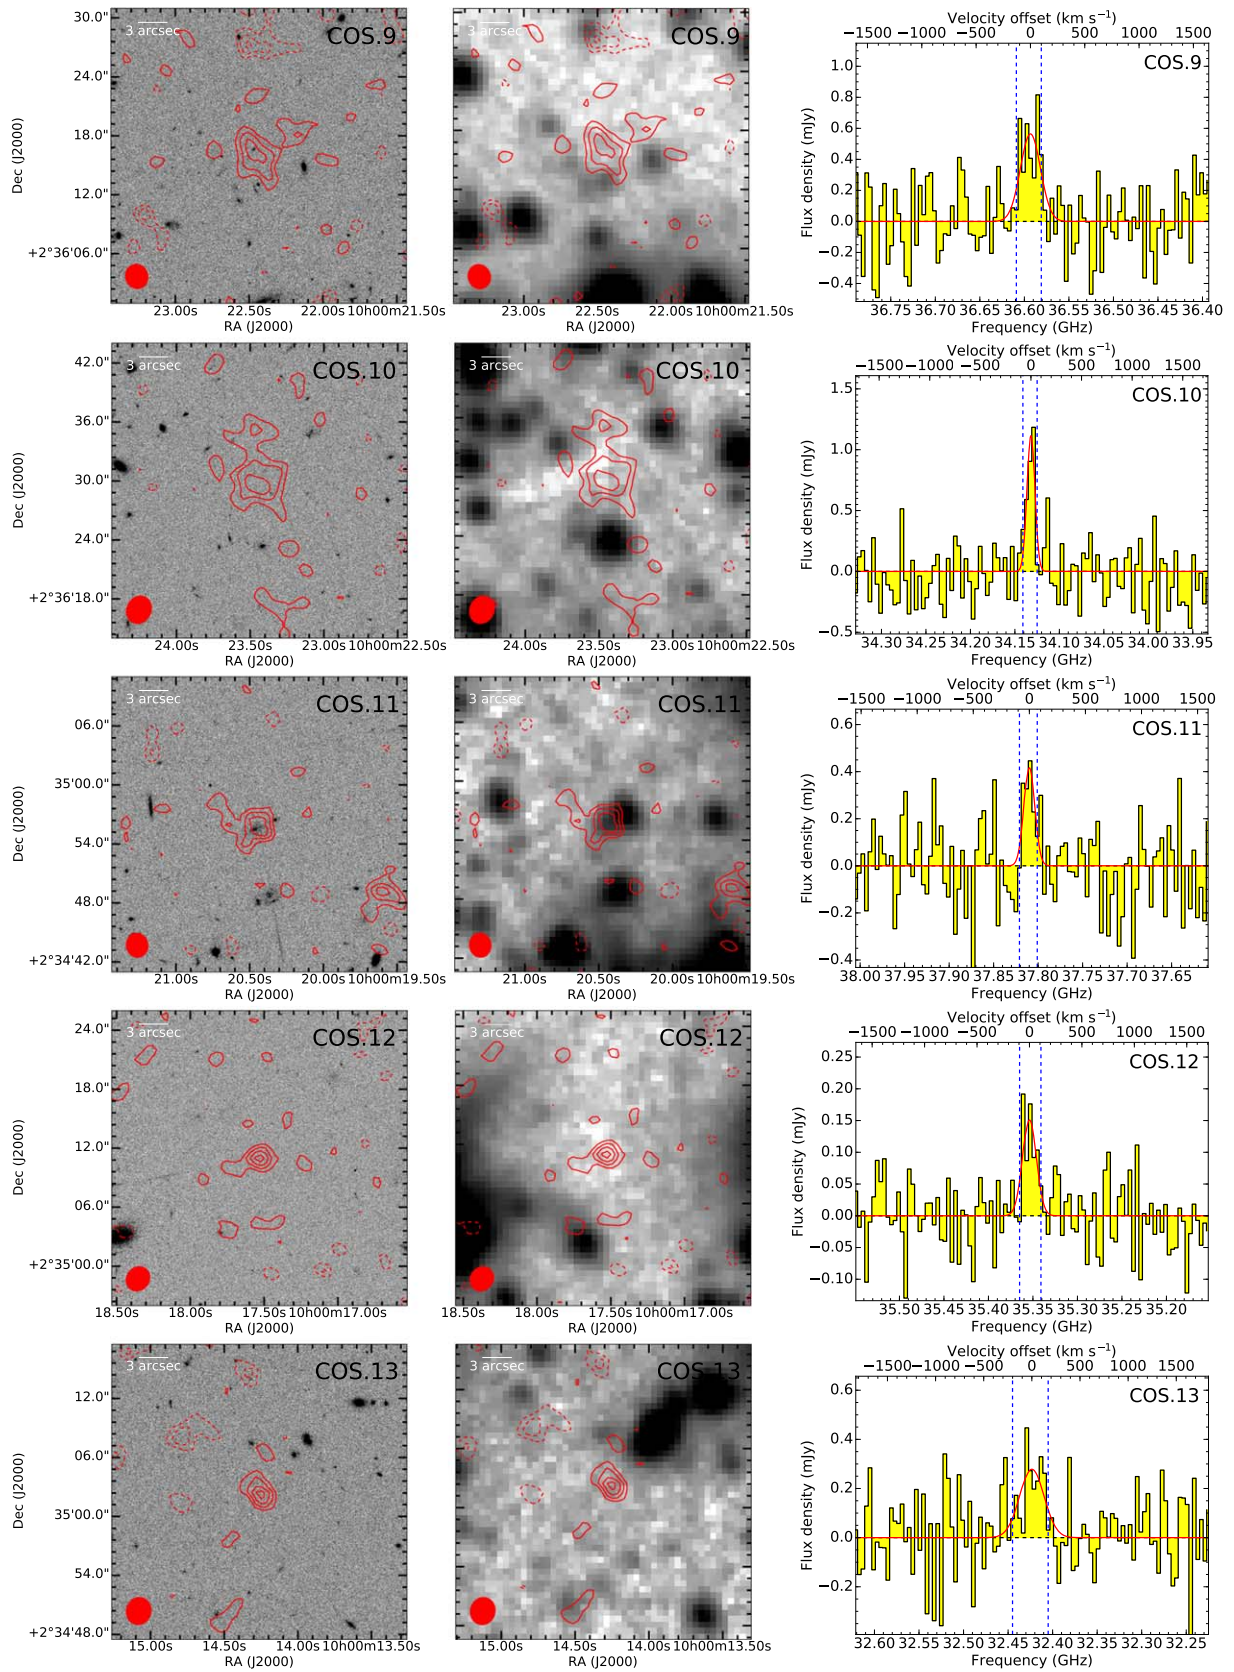 30.0" 3 arcsec COS.9 3 arcsec COS.9
24.0"
18.0"
12.0"
+2°36'06.0"
Dec (J2000)
23.00s 22.50s 22.00s 10h00m21.50s
RA (J2000)
23.00s 22.50s 22.00s 10h00m21.50s
RA (J2000)
Velocity offset (km s⁻¹)
−1500 −1000 −500 0 500 1000 1500
COS.9
1.0
0.8
0.6
0.4
0.2
0.0
−0.2
−0.4
Flux density (mJy)
36.75 36.70 36.65 36.60 36.55 36.50 36.45 36.40
Frequency (GHz)
42.0" 3 arcsec COS.10 3 arcsec COS.10
36.0"
30.0"
24.0"
+2°36'18.0"
Dec (J2000)
24.00s 23.50s 23.00s 10h00m22.50s
RA (J2000)
24.00s 23.50s 23.00s 10h00m22.50s
RA (J2000)
Velocity offset (km s⁻¹)
−1500 −1000 −500 0 500 1000 1500
COS.10
1.5
1.0
0.5
0.0
−0.5
Flux density (mJy)
34.30 34.25 34.20 34.15 34.10 34.05 34.00 33.95
Frequency (GHz)
3 arcsec COS.11 3 arcsec COS.11
06.0"
35'00.0"
54.0"
48.0"
+2°34'42.0"
Dec (J2000)
21.00s 20.50s 20.00s 10h00m19.50s
RA (J2000)
21.00s 20.50s 20.00s 10h00m19.50s
RA (J2000)
Velocity offset (km s⁻¹)
−1500 −1000 −500 0 500 1000 1500
COS.11
0.6
0.4
0.2
0.0
−0.2
−0.4
Flux density (mJy)
38.00 37.95 37.90 37.85 37.80 37.75 37.70 37.65
Frequency (GHz)
24.0" 3 arcsec COS.12 3 arcsec COS.12
18.0"
12.0"
06.0"
+2°35'00.0"
Dec (J2000)
18.50s 18.00s 17.50s 10h00m17.00s
RA (J2000)
18.50s 18.00s 17.50s 10h00m17.00s
RA (J2000)
Velocity offset (km s⁻¹)
−1500 −1000 −500 0 500 1000 1500
COS.12
0.25
0.20
0.15
0.10
0.05
0.00
−0.05
−0.10
Flux density (mJy)
35.50 35.45 35.40 35.35 35.30 35.25 35.20
Frequency (GHz)
3 arcsec COS.13 3 arcsec COS.13
12.0"
06.0"
35'00.0"
54.0"
+2°34'48.0"
Dec (J2000)
15.00s 14.50s 14.00s 10h00m13.50s
RA (J2000)
15.00s 14.50s 14.00s 10h00m13.50s
RA (J2000)
Velocity offset (km s⁻¹)
−1500 −1000 −500 0 500 1000 1500
COS.13
0.6
0.4
0.2
0.0
−0.2
Flux density (mJy)
32.60 32.55 32.50 32.45 32.40 32.35 32.30 32.25
Frequency (GHz)